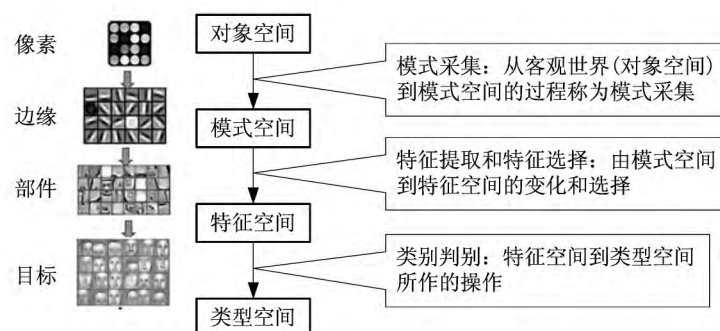 像素
边缘
部件
目标
对象空间
模式空间
特征空间
类型空间
模式采集：从客观世界(对象空间)
到模式空间的过程称为模式采集
特征提取和特征选择：由模式空间
到特征空间的变化和选择
类别判别：特征空间到类型空间
所作的操作